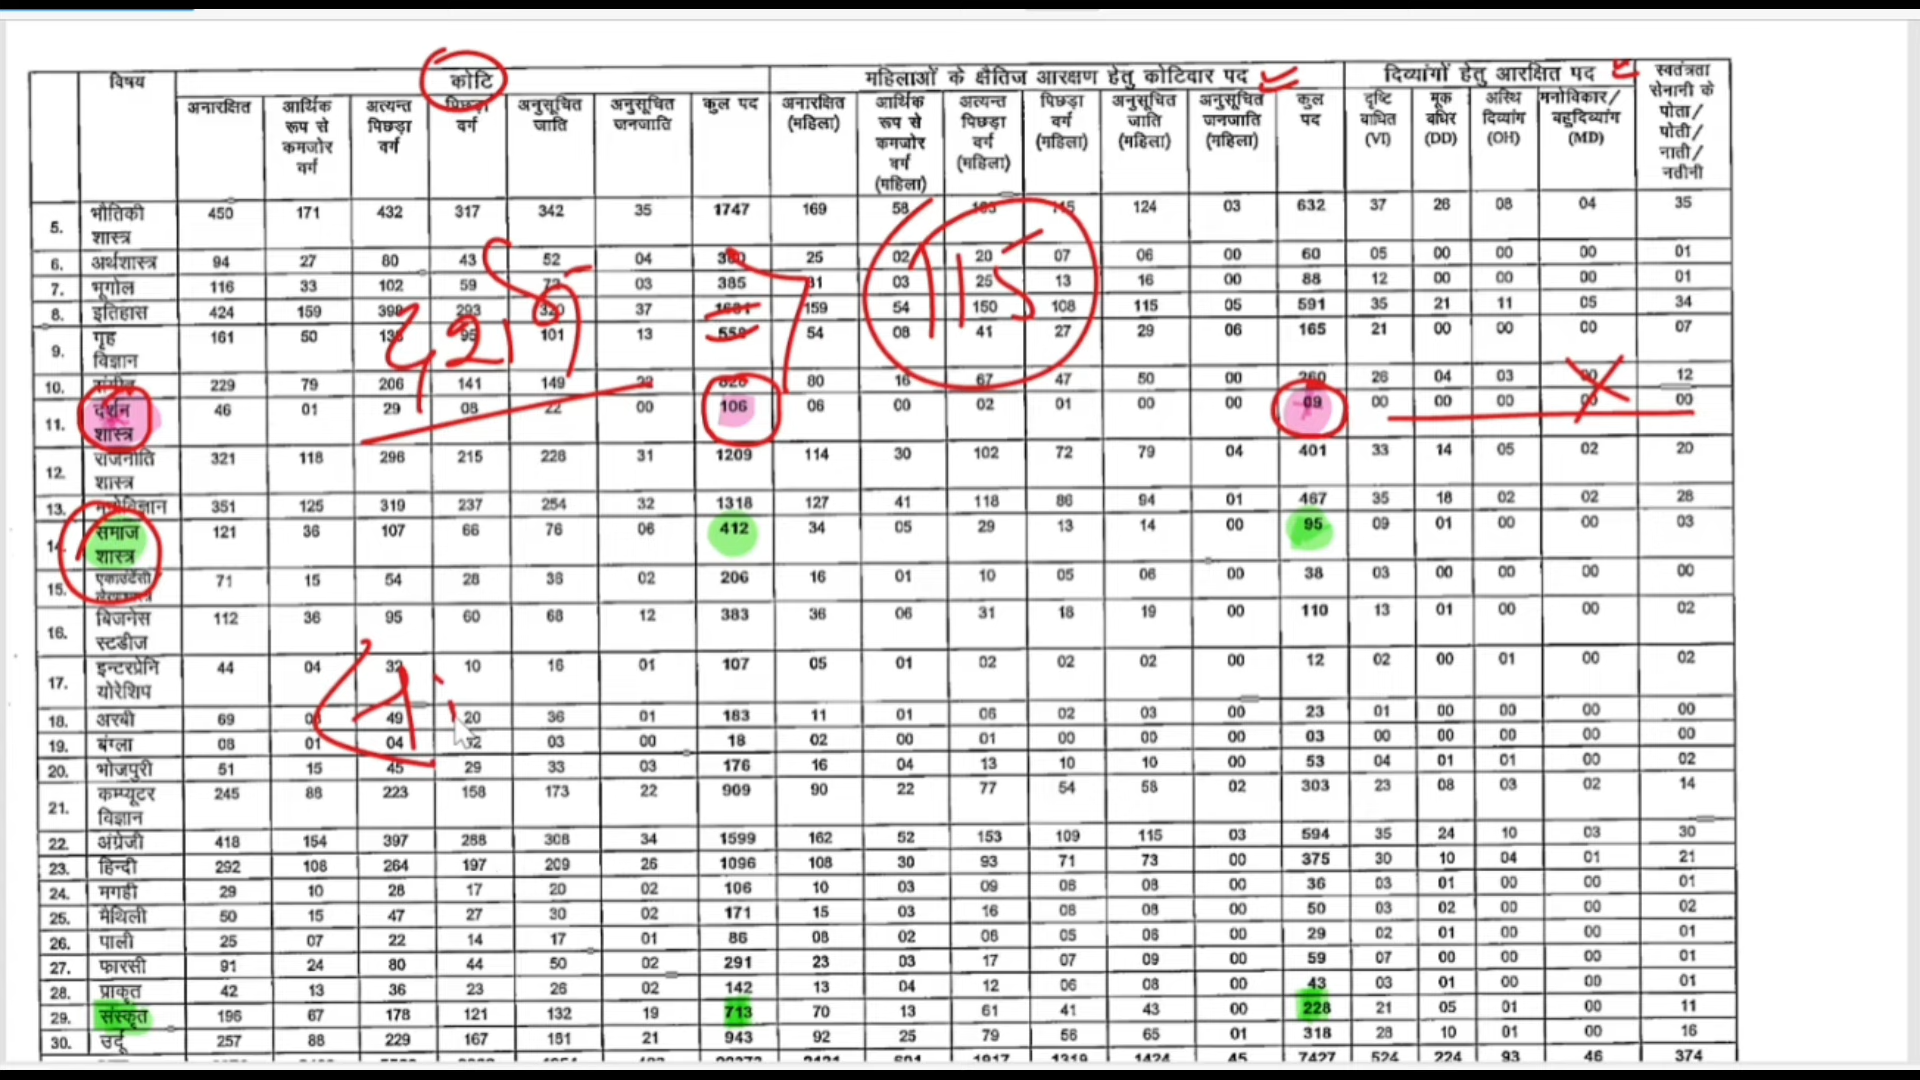 विषय कोटि महिलाओं के क्षैतिज आरक्षण हेतु कोटिवार पद दिव्यांगों हेतु आरक्षित पद स्वतंत्रता सेनानी के पोता/ पोती/ नाती/ नतीनी
अनारक्षित आर्थिक रूप से कमजोर वर्ग अत्यन्त पिछड़ा वर्ग पिछड़ा वर्ग अनुसूचित जाति अनुसूचित जनजाति कुल पद अनारक्षित (महिला) आर्थिक रूप से कमजोर वर्ग (महिला) अत्यन्त पिछड़ा वर्ग (महिला) पिछड़ा वर्ग (महिला) अनुसूचित जाति (महिला) अनुसूचित जनजाति (महिला) कुल पद दृष्टि बाधित (VI) मूक बधिर (DD) अस्थि दिव्यांग (OH) मनोविकार/ बहुदिव्यांग (MD)
5. भौतिकी शास्त्र 450 171 432 317 342 35 1747 169 58 124 03 632 37 26 08 04 35
6. अर्थशास्त्र 94 27 80 43 52 04 25 02 20 07 06 00 60 05 00 00 00 01
7. भूगोल 116 33 102 59 03 385 31 03 25 13 16 00 88 12 00 00 00 01
8. इतिहास 424 159 293 320 37 159 54 150 108 115 05 591 35 21 11 05 34
9. गृह विज्ञान 161 50 95 101 13 558 54 08 41 27 29 06 165 21 00 00 00 07
10. संगीत 229 79 206 141 149 80 16 67 47 50 00 260 26 04 03 00 12
11. दर्शन शास्त्र 46 01 29 08 22 00 106 06 00 02 01 00 00 09 00 00 00 00 00
12. राजनीति शास्त्र 321 118 296 215 228 31 1209 114 30 102 72 79 04 401 33 14 05 02 20
13. मनोविज्ञान 351 125 319 237 254 32 1318 127 41 118 86 94 01 467 35 18 02 02 28
14. समाज शास्त्र 121 36 107 66 76 06 412 34 05 29 13 14 00 95 09 01 00 00 03
15. एकाउंटेंसी 71 15 54 28 36 02 206 16 01 10 05 06 00 38 03 00 00 00 00
16. बिजनेस स्टडीज 112 36 95 60 68 12 383 36 06 31 18 19 00 110 13 01 00 00 02
17. इन्टरप्रेनियोरेशिप 44 04 32 10 16 01 107 05 01 02 02 02 00 12 02 00 01 00 02
18. अरबी 69 49 20 36 01 183 11 01 06 02 03 00 23 01 00 00 00 00
19. बंग्ला 08 01 04 02 03 00 18 02 00 01 00 00 00 03 00 00 00 00 00
20. भोजपुरी 51 15 45 29 33 03 176 16 04 13 10 10 00 53 04 01 01 00 02
21. कम्प्यूटर विज्ञान 245 88 223 158 173 22 909 90 22 77 54 58 02 303 23 08 03 02 14
22. अंग्रेजी 418 154 397 288 308 34 1599 162 52 153 109 115 03 594 35 24 10 03 30
23. हिन्दी 292 108 264 197 209 26 1096 108 30 93 71 73 00 375 30 10 04 01 21
24. मगही 29 10 28 17 20 02 106 10 03 09 06 08 00 36 03 01 00 00 01
25. मैथिली 50 15 47 27 30 02 171 15 03 16 08 08 00 50 03 02 00 00 02
26. पाली 25 07 22 14 17 01 86 08 02 08 05 06 00 29 02 01 00 00 01
27. फारसी 91 24 80 44 50 02 291 23 03 17 07 09 00 59 07 00 00 00 01
28. प्राकृत 42 13 36 23 26 02 142 13 04 12 06 08 00 43 03 01 00 00 01
29. संस्कृत 196 67 178 121 132 19 713 70 13 61 41 43 00 228 21 05 01 00 11
30. उर्दू 257 88 229 167 181 21 943 92 25 79 56 65 01 318 28 10 01 00 16
1424 45 7427 524 224 93 46 374
115